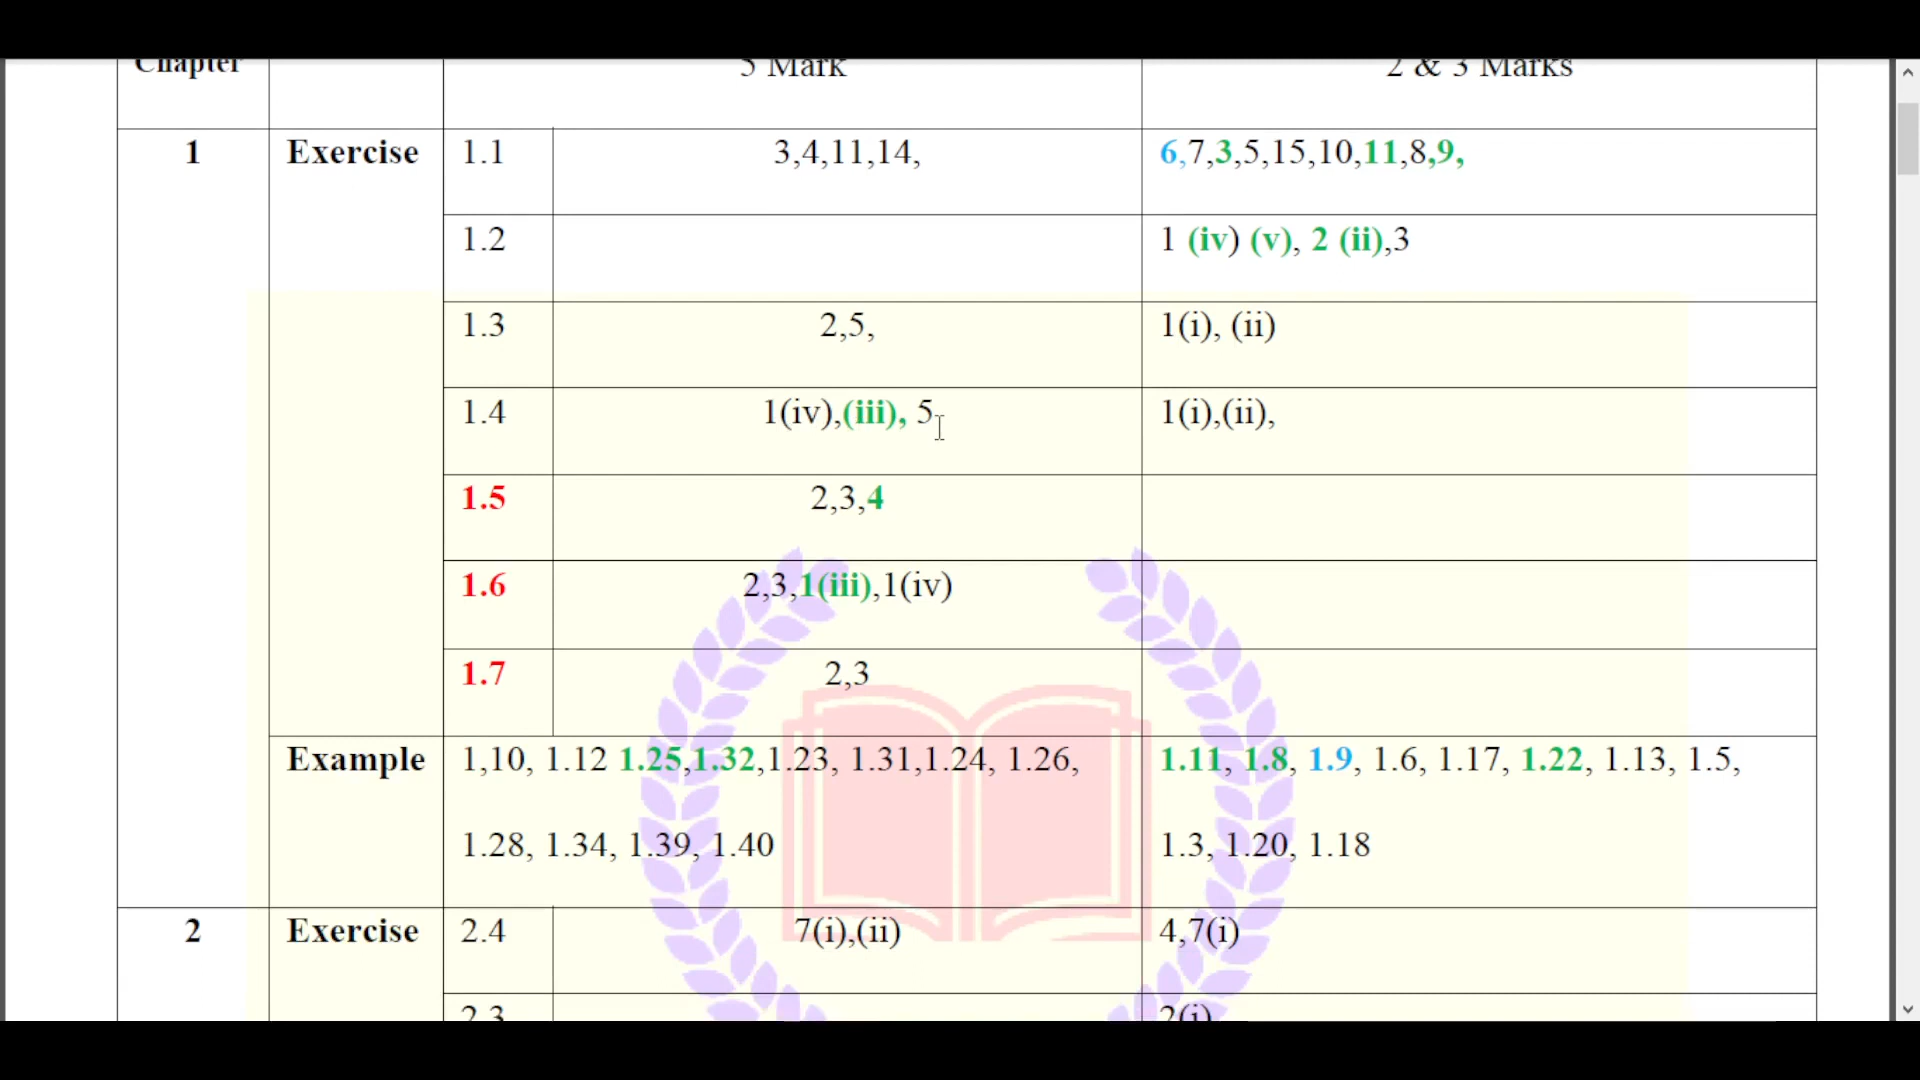 Chapter 5 Mark 2 & 3 Marks
1 Exercise 1.1 3,4,11,14, 6,7,3,5,15,10,11,8,9,
1.2 1 (iv) (v), 2 (ii),3
1.3 2,5, 1(i), (ii)
1.4 1(iv),(iii), 5 1(i),(ii),
1.5 2,3,4
1.6 2,3,1(iii),1(iv)
1.7 2,3
Example 1,10, 1.12 1.25,1.32,1.23, 1.31,1.24, 1.26, 1.11, 1.8, 1.9, 1.6, 1.17, 1.22, 1.13, 1.5,
1.28, 1.34, 1.39, 1.40 1.3, 1.20, 1.18
2 Exercise 2.4 7(i),(ii) 4,7(i)
2.3 2(i)